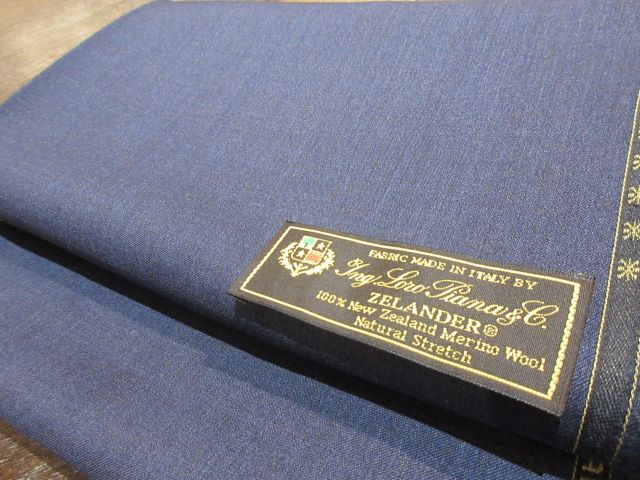 FABRIC MADE IN ITALY BY
Ing. Loro Piana & C.
ZELANDER®
100% New Zealand Merino Wool
Natural Stretch